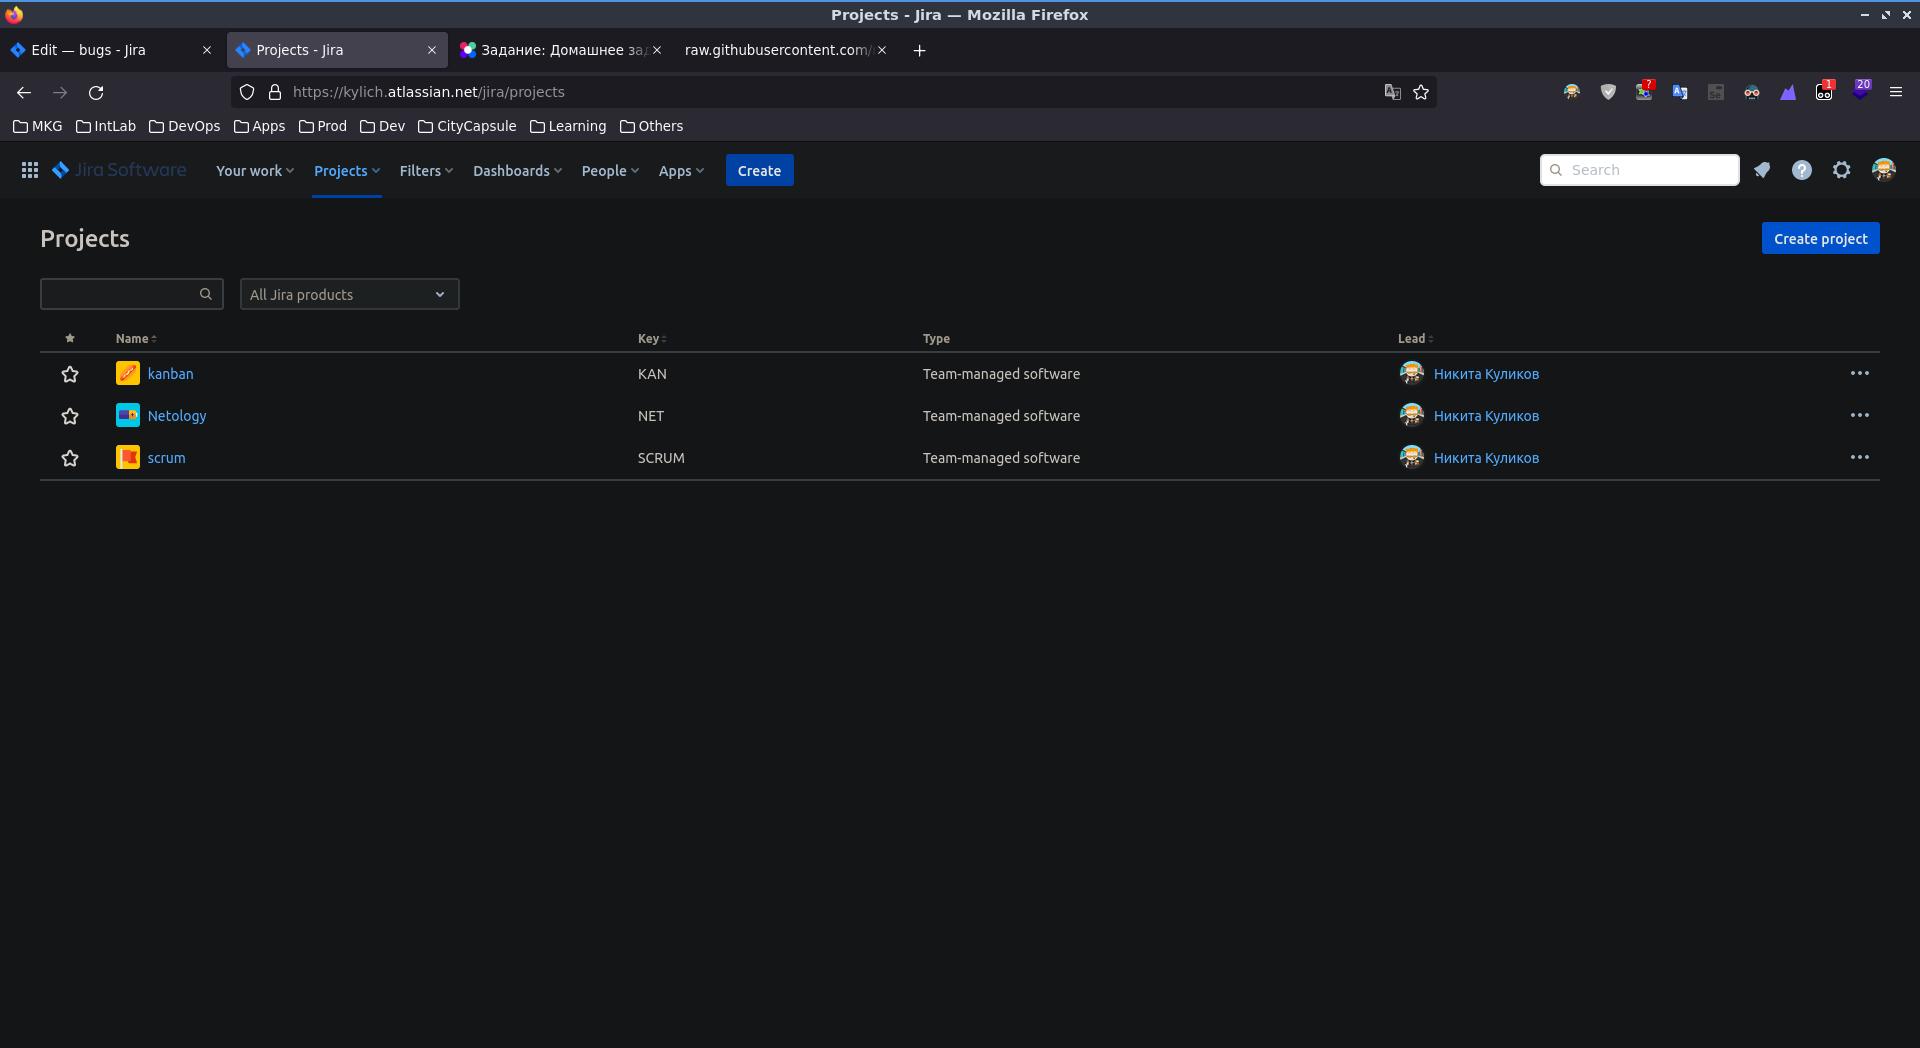 Projects - Jira — Mozilla Firefox
Edit — bugs - Jira
Projects - Jira
Задание: Домашнее за
raw.githubusercontent.com/
https://kylich.atlassian.net/jira/projects
? 1 20
MKG IntLab DevOps Apps Prod Dev CityCapsule Learning Others
Jira Software Your work Projects Filters Dashboards People Apps Create Search
Projects Create project
All Jira products
Name Key Type Lead
kanban KAN Team-managed software Никита Куликов
Netology NET Team-managed software Никита Куликов
scrum SCRUM Team-managed software Никита Куликов